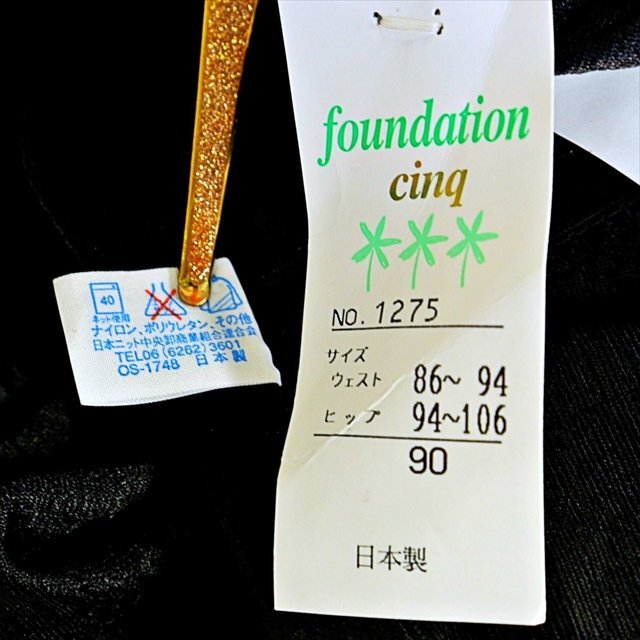 foundation
cinq
NO. 1275
サイズ
ウェスト 86~ 94
ヒップ 94~106
90
日本製
40
ネット使用
ナイロン、ポリウレタン、その他
日本ニット中央卸商業組合連合会
TEL06 (6262) 3601
OS-1748 日本製